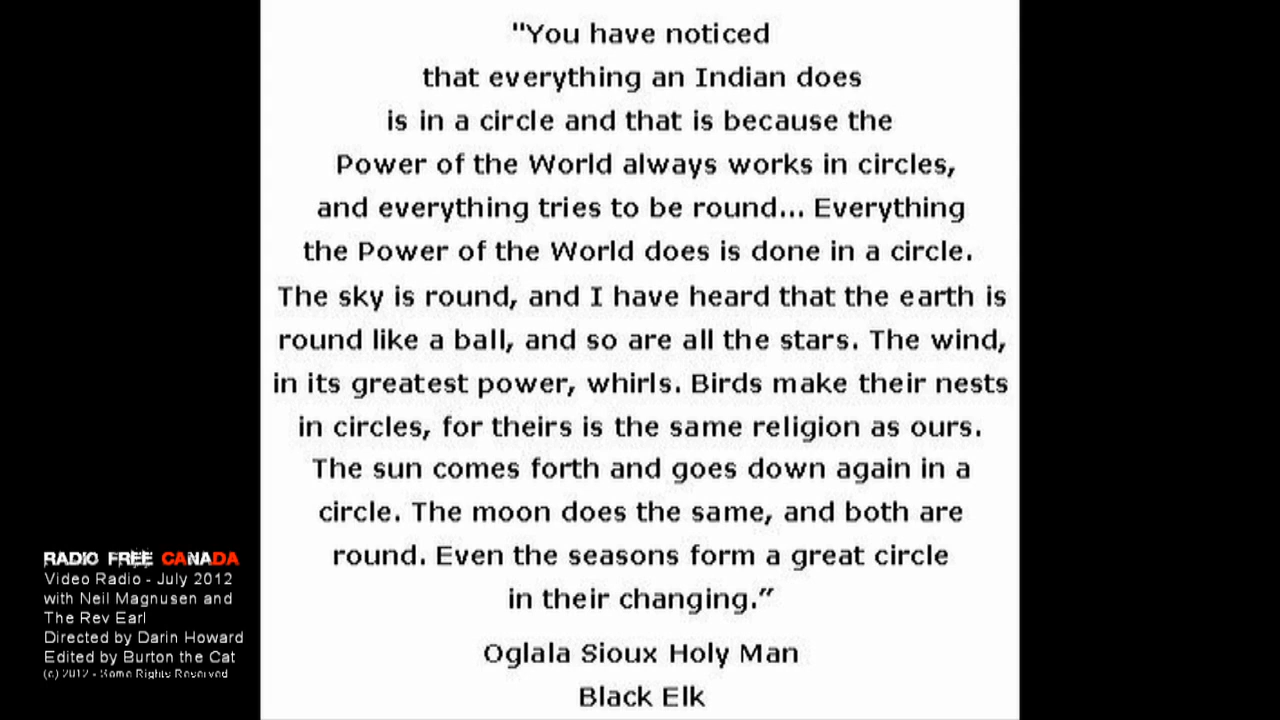 "You have noticed
that everything an Indian does
is in a circle and that is because the
Power of the World always works in circles,
and everything tries to be round... Everything
the Power of the World does is done in a circle.
The sky is round, and I have heard that the earth is
round like a ball, and so are all the stars. The wind,
in its greatest power, whirls. Birds make their nests
in circles, for theirs is the same religion as ours.
The sun comes forth and goes down again in a
circle. The moon does the same, and both are
round. Even the seasons form a great circle
in their changing.”
Oglala Sioux Holy Man
Black Elk
RADIO FREE CANADA
Video Radio - July 2012
with Neil Magnusen and
The Rev Earl
Directed by Darin Howard
Edited by Burton the Cat
(c) 2012 - Some Rights Reserved